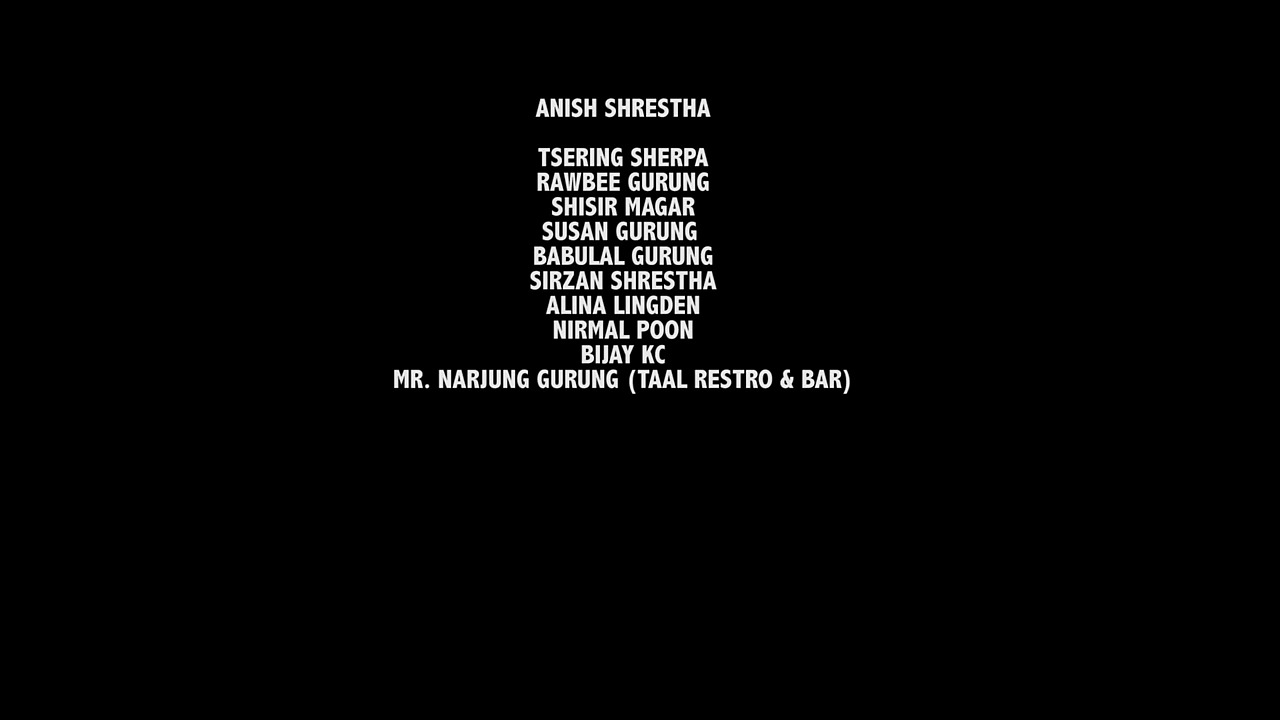 ANISH SHRESTHA
TSERING SHERPA
RAWBEE GURUNG
SHISIR MAGAR
SUSAN GURUNG
BABULAL GURUNG
SIRZAN SHRESTHA
ALINA LINGDEN
NIRMAL POON
BIJAY KC
MR. NARJUNG GURUNG (TAAL RESTRO & BAR)